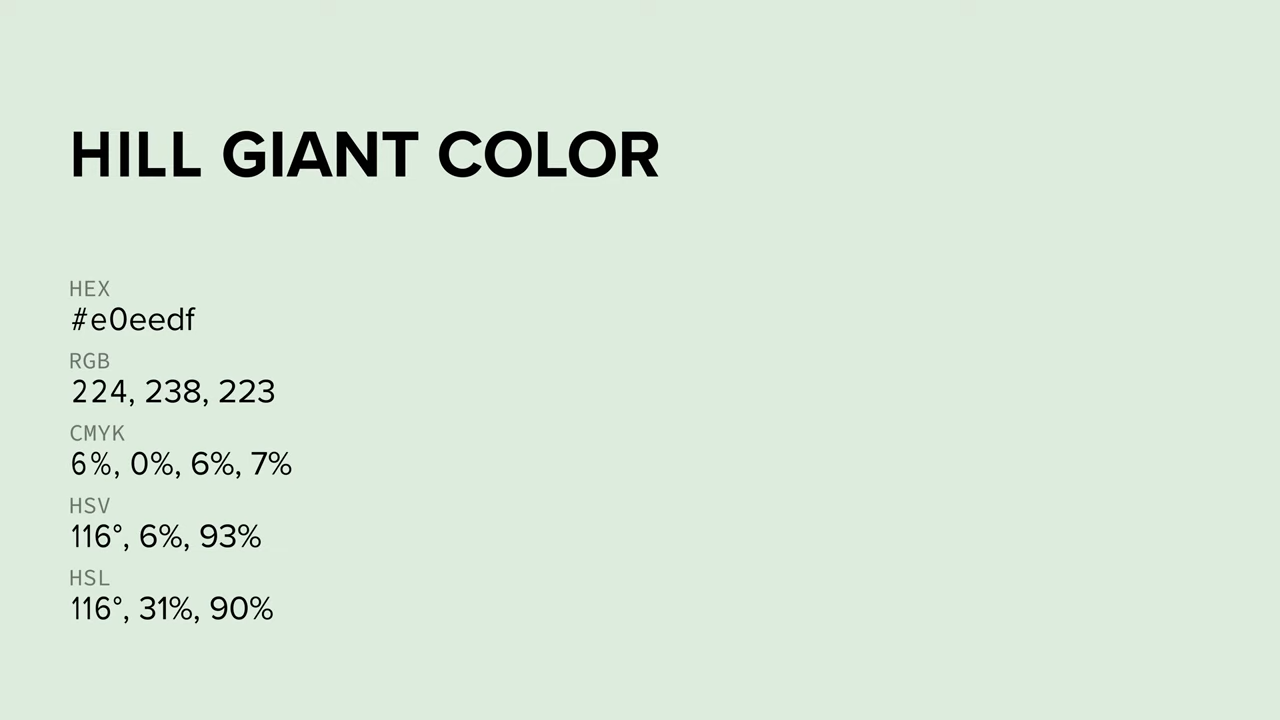 HILL GIANT COLOR
HEX
#e0eedf
RGB
224, 238, 223
CMYK
6%, 0%, 6%, 7%
HSV
116°, 6%, 93%
HSL
116°, 31%, 90%